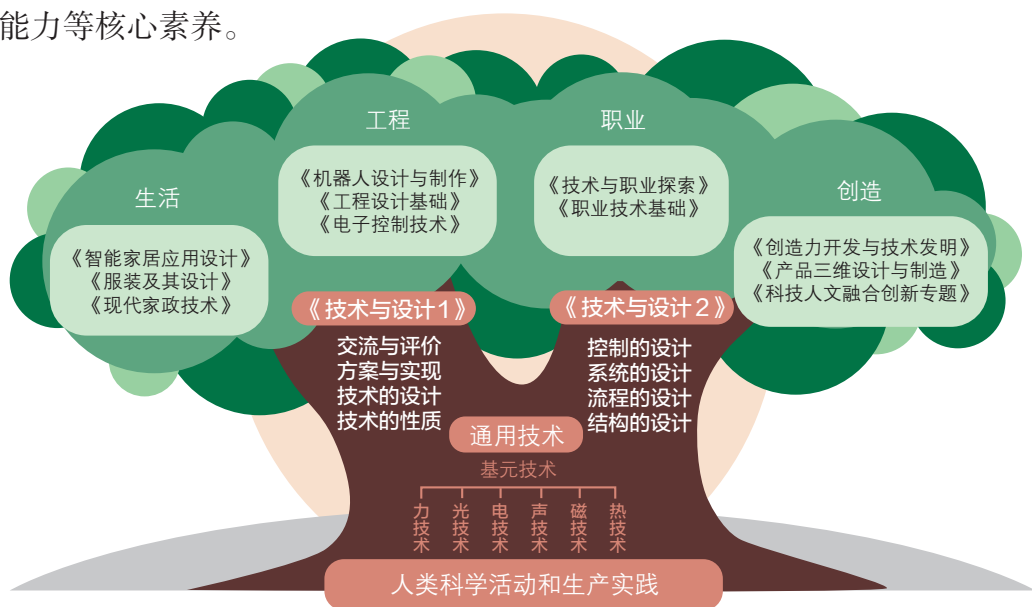 能力等核心素养。
工程
职业
生活
创造
《机器人设计与制作》
《工程设计基础》
《电子控制技术》
《技术与职业探索》
《职业技术基础》
《智能家居应用设计》
《服装及其设计》
《现代家政技术》
《创造力开发与技术发明》
《产品三维设计与制造》
《科技人文融合创新专题》
《技术与设计1》
交流与评价
方案与实现
技术的设计
技术的性质
《技术与设计2》
控制的设计
系统的设计
流程的设计
结构的设计
通用技术
基元技术
力技术
光技术
电技术
声技术
磁技术
热技术
人类科学活动和生产实践